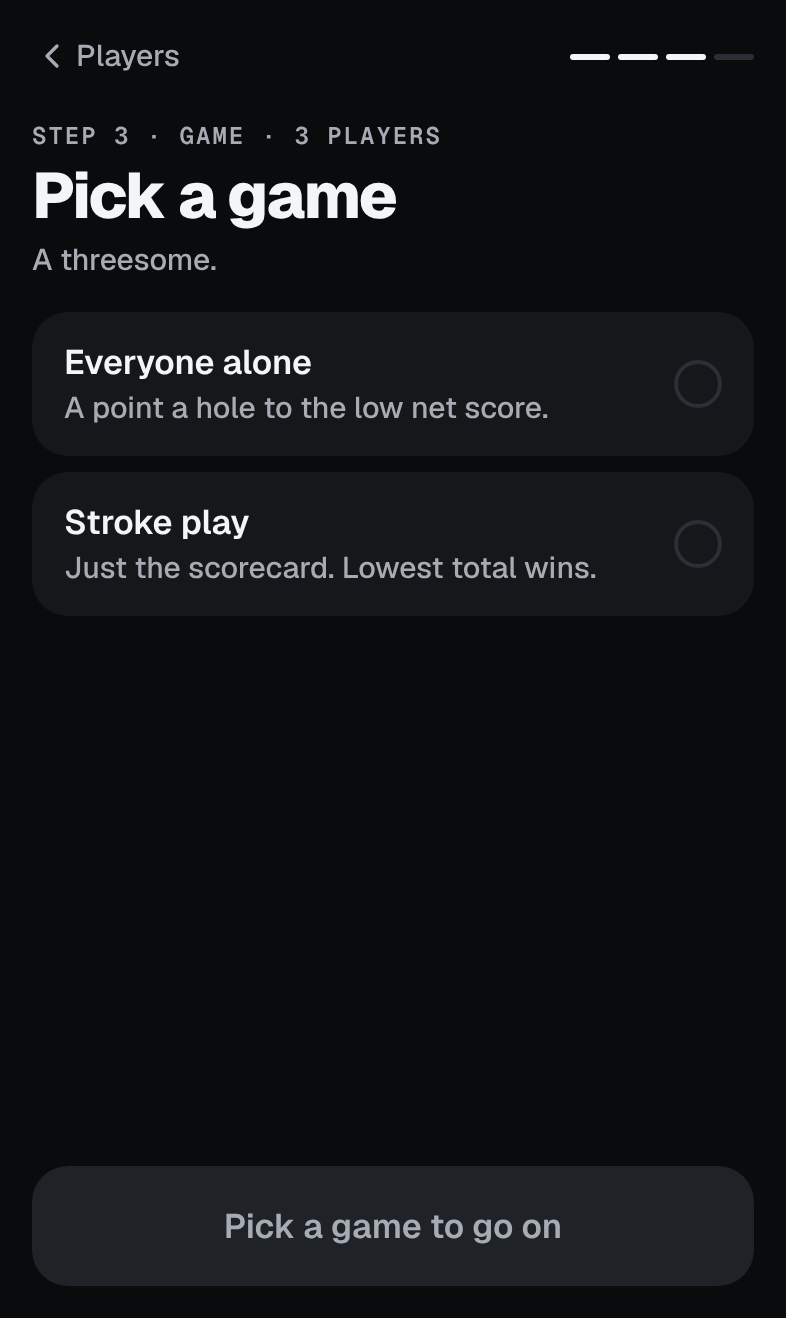 Players
STEP 3 · GAME · 3 PLAYERS
Pick a game
A threesome.
Everyone alone
A point a hole to the low net score.
Stroke play
Just the scorecard. Lowest total wins.
Pick a game to go on